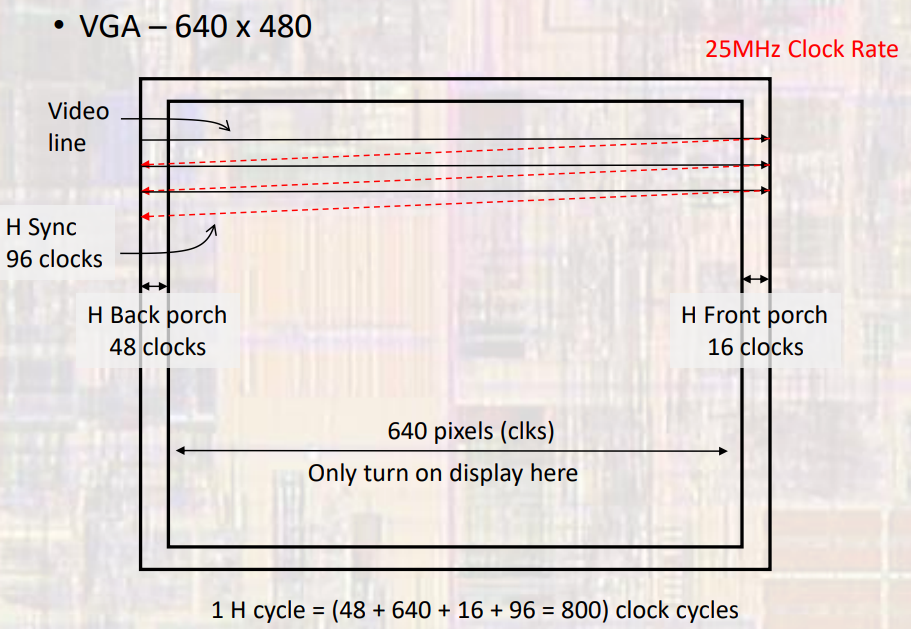 • VGA – 640 x 480
25MHz Clock Rate
Video
line
H Sync
96 clocks
H Back porch
48 clocks
H Front porch
16 clocks
640 pixels (clks)
Only turn on display here
1 H cycle = (48 + 640 + 16 + 96 = 800) clock cycles